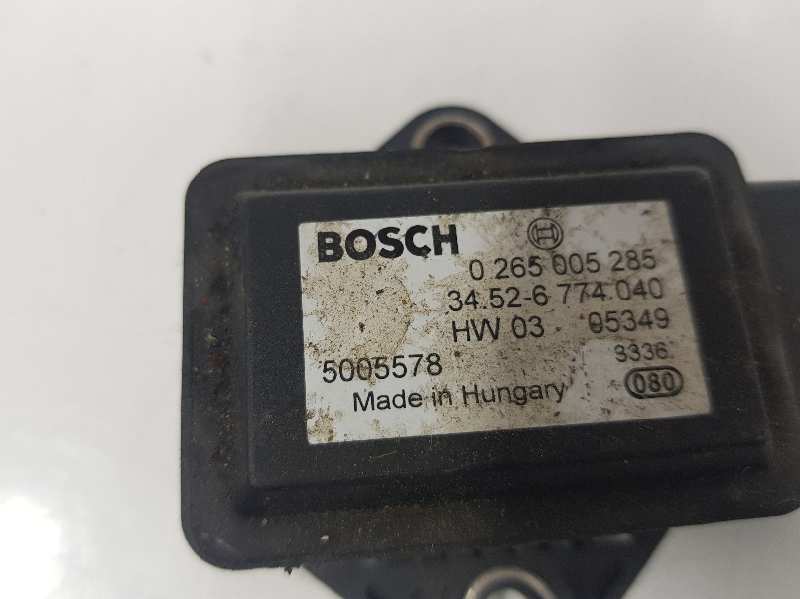 BOSCH
0 265 005 285
34.52-6 774.040
HW 03 05349
5005578 3336
Made in Hungary 080